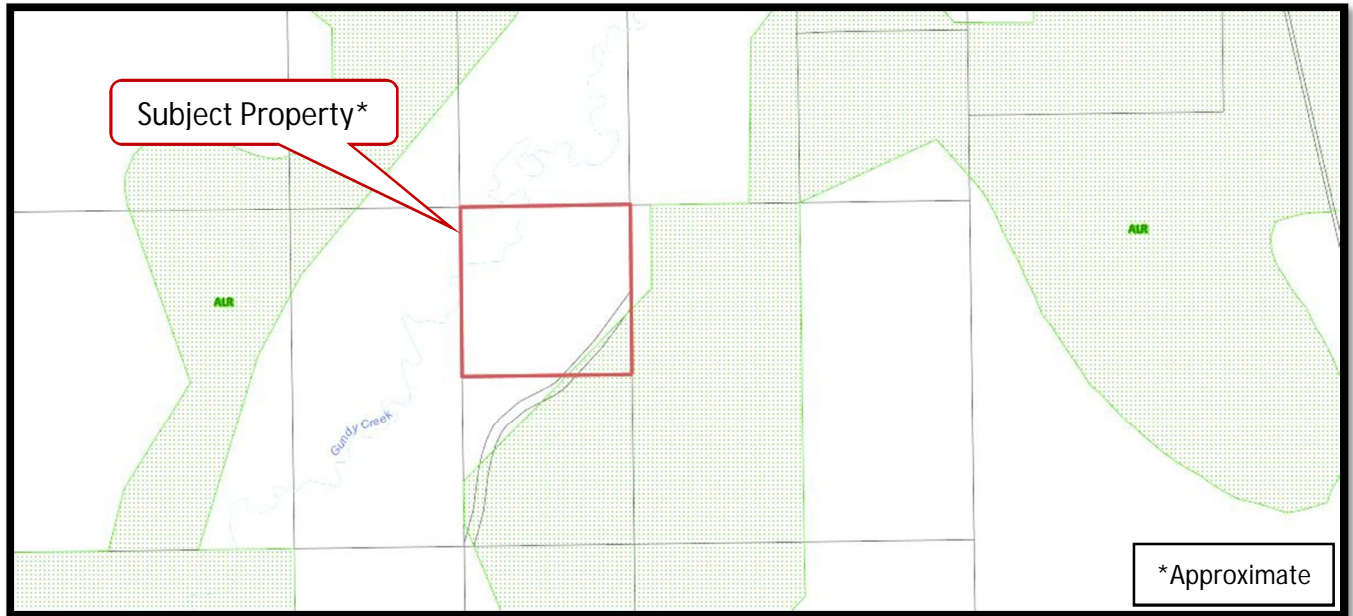 Subject Property*
ALR
ALR
Gundy Creek
*Approximate